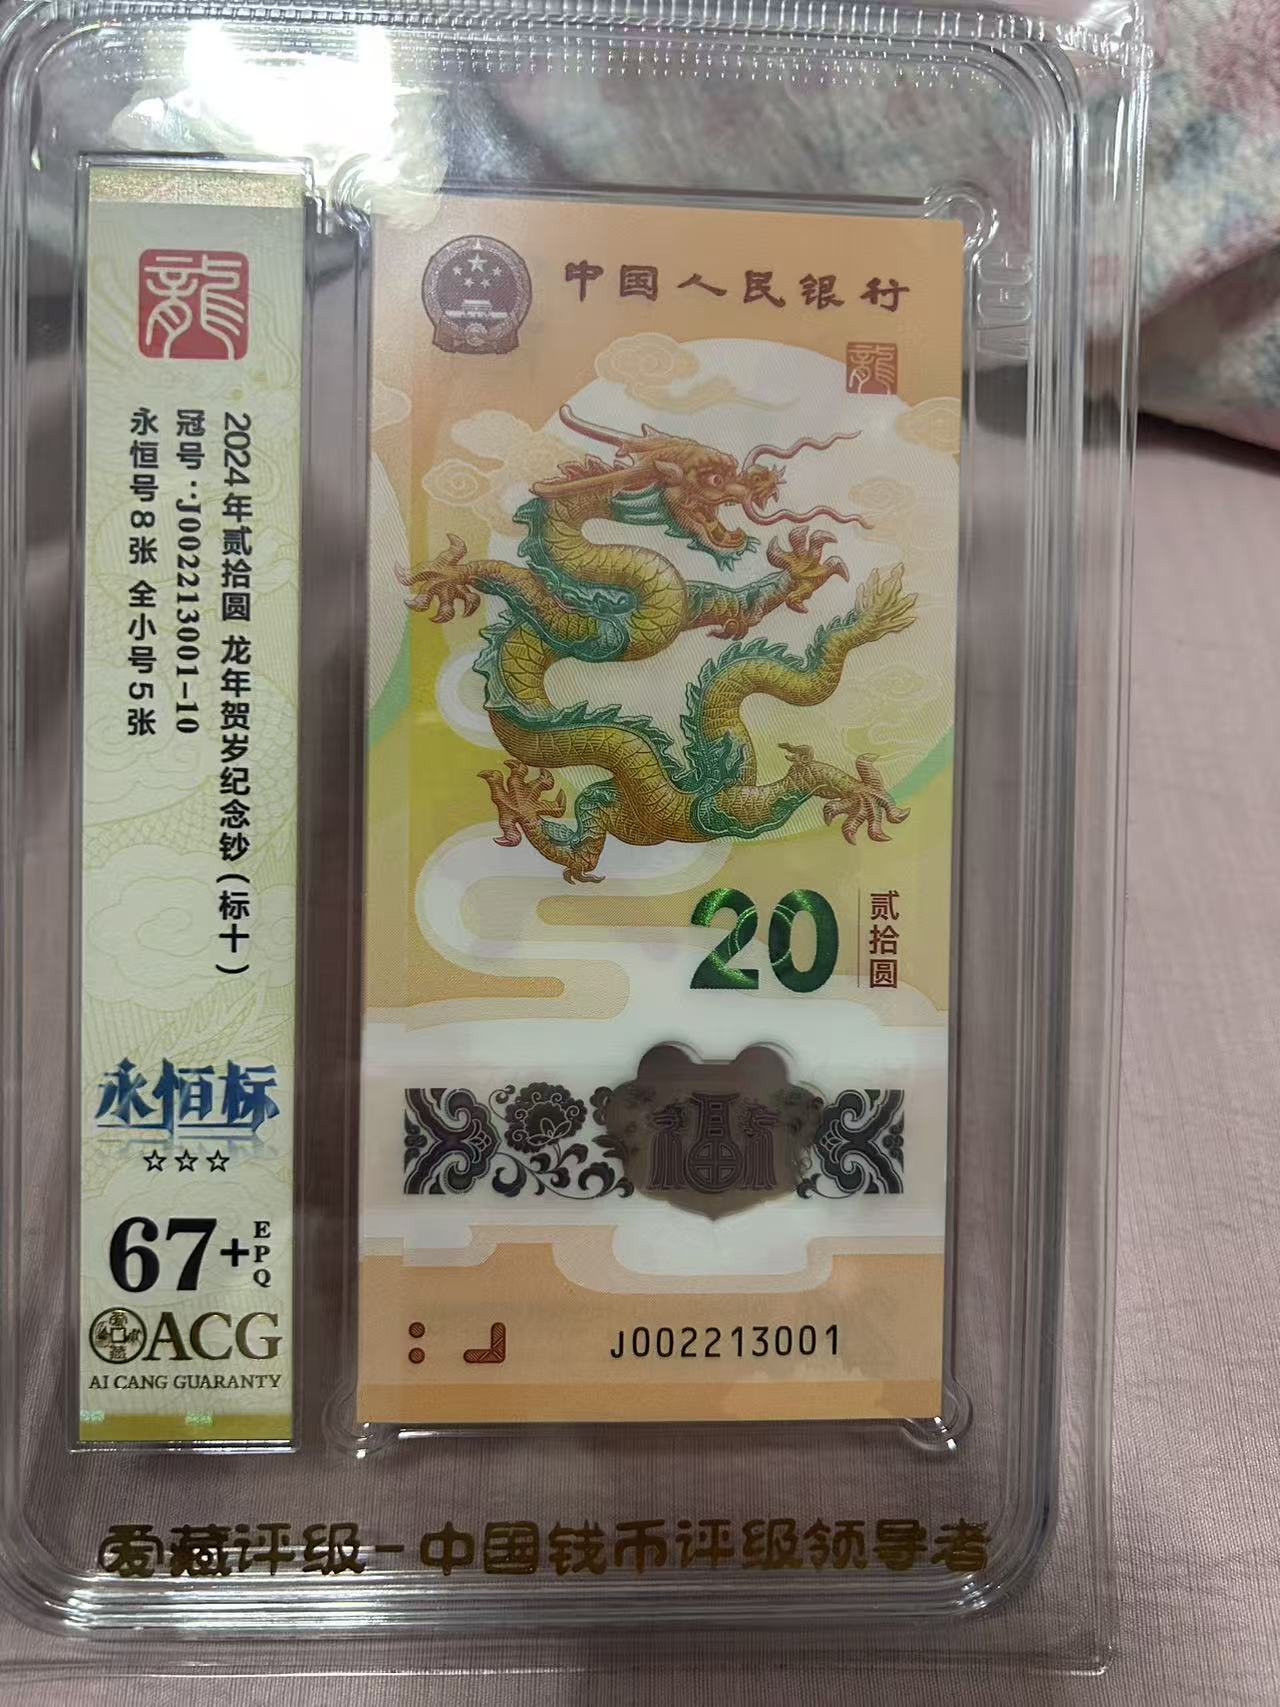 龍
2024年贰拾圆 龙年贺岁纪念钞(标十)
冠号:J002213001-10
永恒号8张 全小号5张
永恒标
☆☆☆
67+EPQ
ACG
AI CANG GUARANTY
中国人民银行
龍
20
贰拾圆
福
J002213001
爱藏评级-中国钱币评级领导者